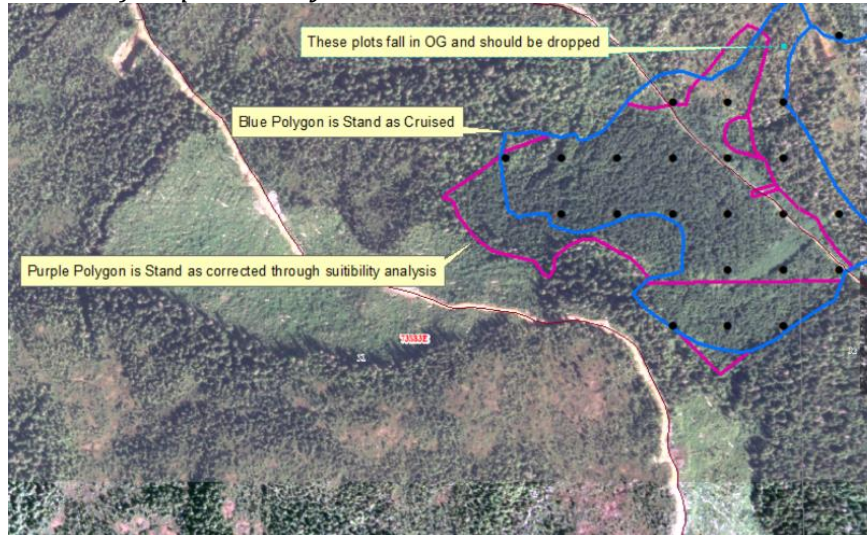 These plots fall in OG and should be dropped
Blue Polygon is Stand as Cruised
Purple Polygon is Stand as corrected through suitibility analysis